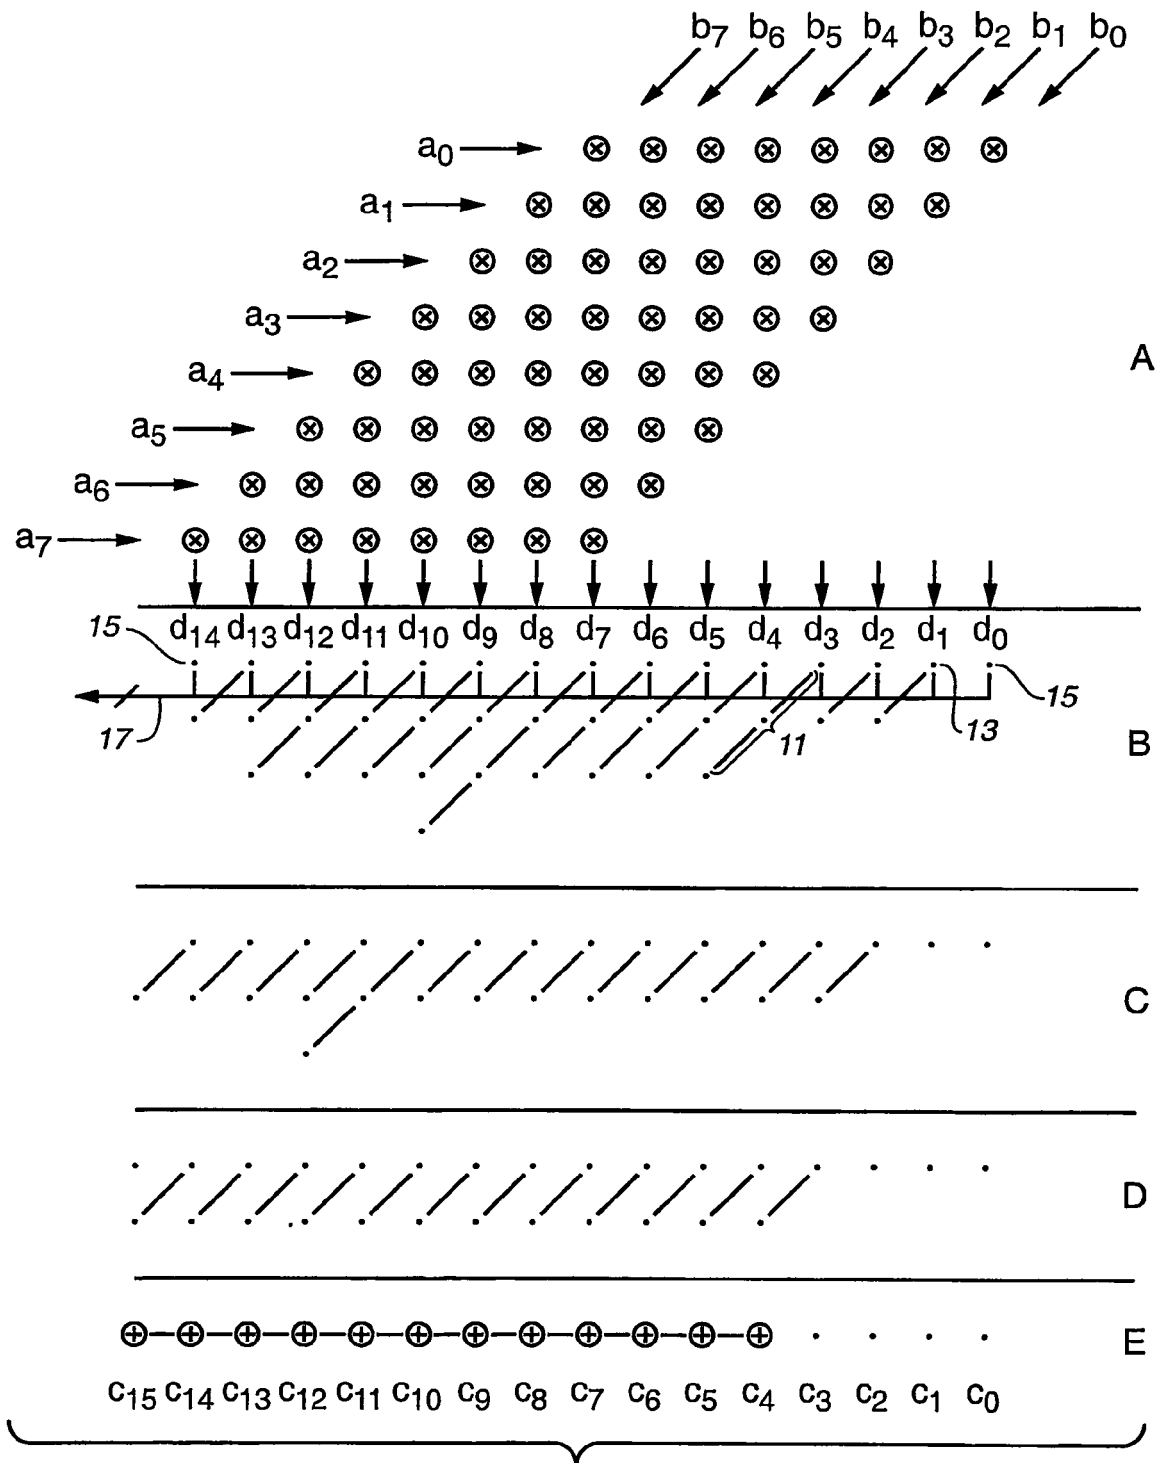 b7 b6 b5 b4 b3 b2 b1 b0
a0
a1
a2
a3
A
a4
a5
a6
a7
d14 d13 d12 d11 d10 d9 d8 d7 d6 d5 d4 d3 d2 d1 d0
15
15
17
11
13
B
C
D
E
c15 c14 c13 c12 c11 c10 c9 c8 c7 c6 c5 c4 c3 c2 c1 c0